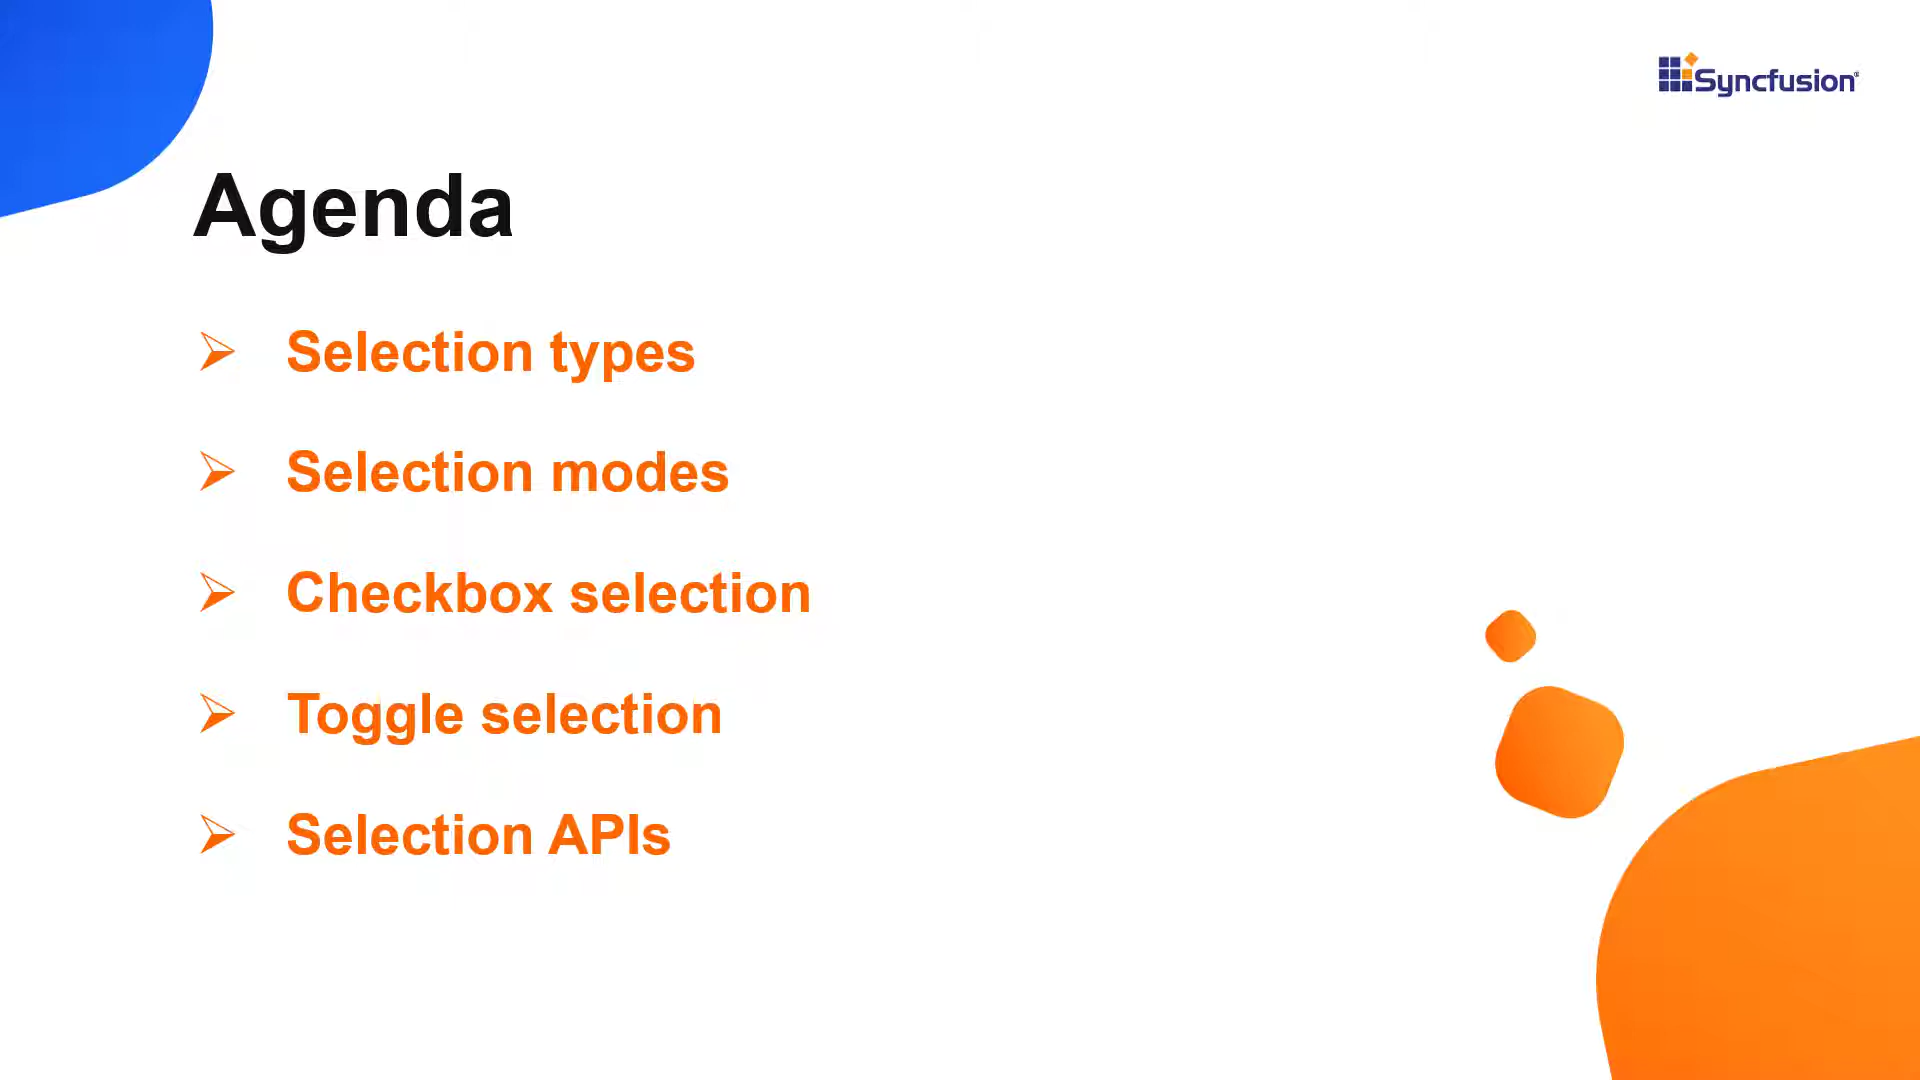 Syncfusion
Agenda
➢ Selection types
➢ Selection modes
➢ Checkbox selection
➢ Toggle selection
➢ Selection APIs